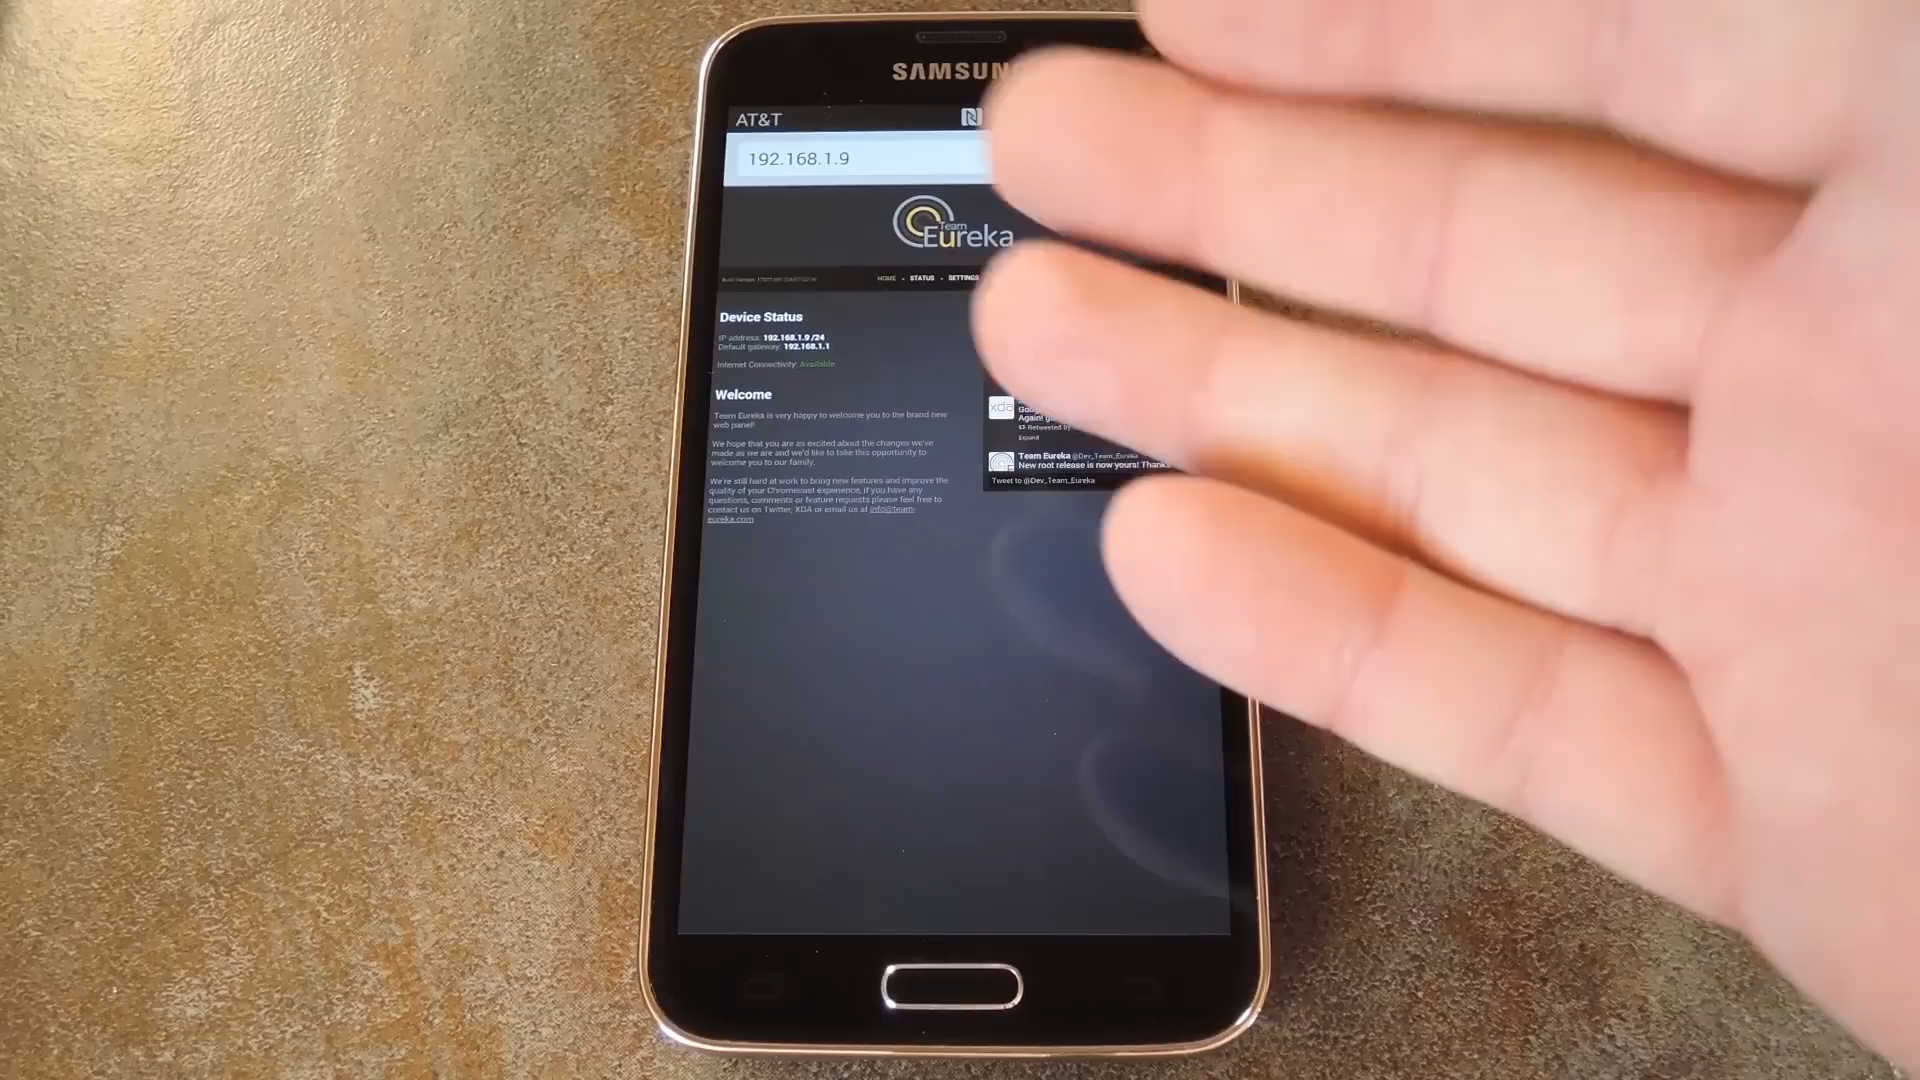 SAMSUN
AT&T
192.168.1.9
Team
Eureka
HOME • STATUS • SETTINGS
Device Status
IP address: 192.168.1.9 /24
Default gateway: 192.168.1.1
Internet Connectivity: Available
Welcome
Team Eureka is very happy to welcome you to the brand new
web panel!
We hope that you are as excited about the changes we've
made as we are and we'd like to take this opportunity to
welcome you to our family.
We're still hard at work to bring new features and improve the
quality of your Chromecast experience, if you have any
questions, comments or feature requests please feel free to
contact us on Twitter, XDA or email us at info@team-
eureka.com
xda
Goo
Again! g
Retweeted by
Expand
Team Eureka @Dev_Team_Eureka
New root release is now yours! Thanks
Tweet to @Dev_Team_Eureka